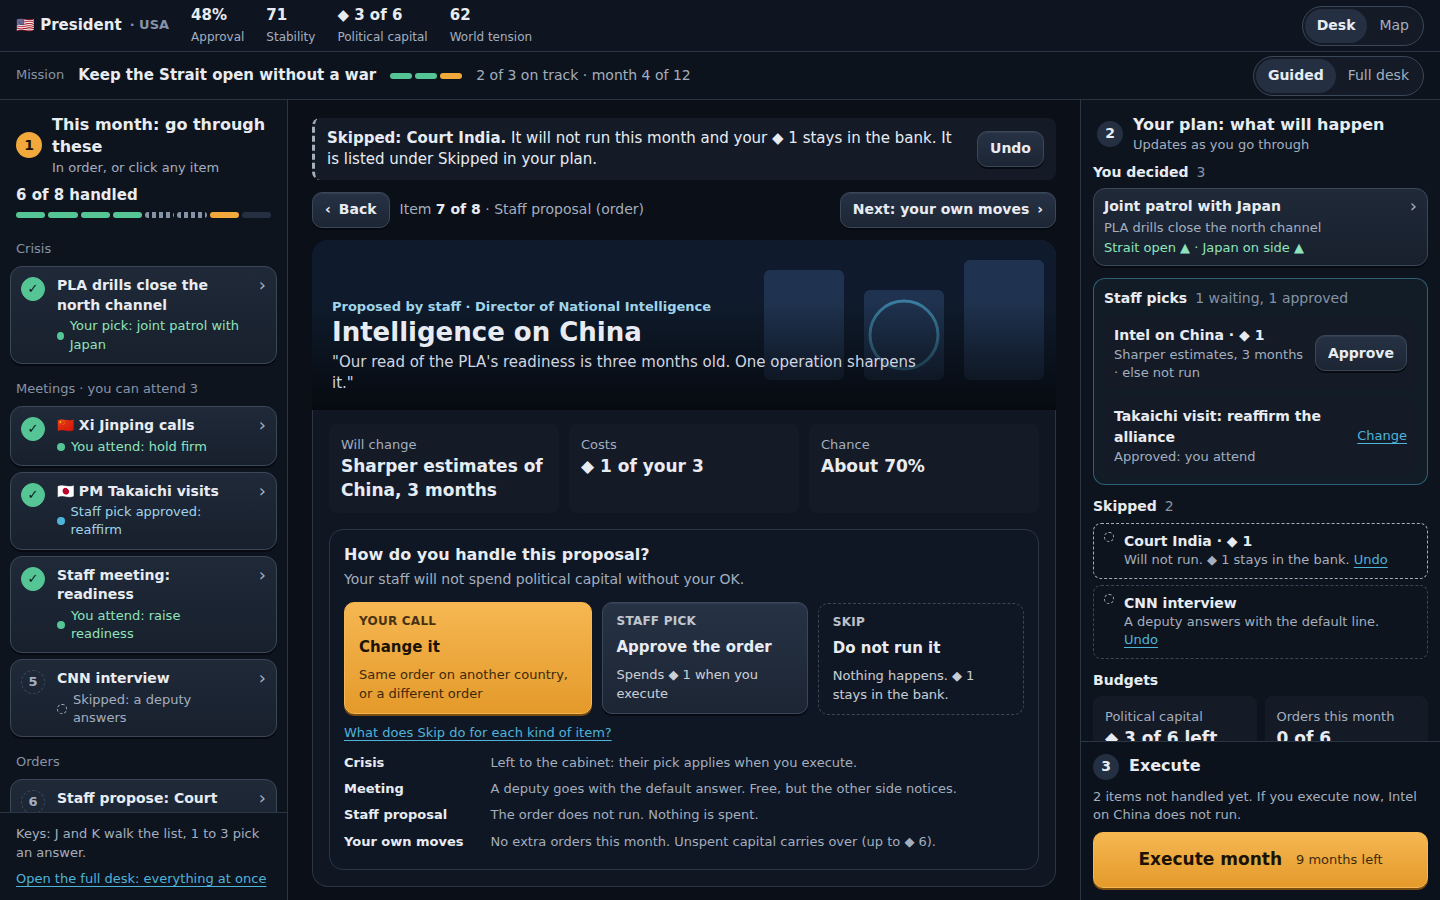 🇺🇸 President · USA
48%
Approval
71
Stability
◆ 3 of 6
Political capital
62
World tension
Desk
Map
Mission
Keep the Strait open without a war
2 of 3 on track · month 4 of 12
Guided
Full desk
1
This month: go through
these
In order, or click any item
6 of 8 handled
Crisis
✓
PLA drills close the
north channel
›
Your pick: joint patrol with
Japan
Meetings · you can attend 3
✓
🇨🇳 Xi Jinping calls
›
You attend: hold firm
✓
🇯🇵 PM Takaichi visits
›
Staff pick approved:
reaffirm
✓
Staff meeting:
readiness
›
You attend: raise
readiness
5
CNN interview
›
Skipped: a deputy
answers
Orders
6
Staff propose: Court
›
Keys: J and K walk the list, 1 to 3 pick
an answer.
Open the full desk: everything at once
Skipped: Court India. It will not run this month and your ◆ 1 stays in the bank. It
is listed under Skipped in your plan.
Undo
‹ Back
Item 7 of 8 · Staff proposal (order)
Next: your own moves ›
Proposed by staff · Director of National Intelligence
Intelligence on China
"Our read of the PLA's readiness is three months old. One operation sharpens
it."
Will change
Sharper estimates of
China, 3 months
Costs
◆ 1 of your 3
Chance
About 70%
How do you handle this proposal?
Your staff will not spend political capital without your OK.
YOUR CALL
Change it
Same order on another country,
or a different order
STAFF PICK
Approve the order
Spends ◆ 1 when you
execute
SKIP
Do not run it
Nothing happens. ◆ 1
stays in the bank.
What does Skip do for each kind of item?
Crisis
Left to the cabinet: their pick applies when you execute.
Meeting
A deputy goes with the default answer. Free, but the other side notices.
Staff proposal
The order does not run. Nothing is spent.
Your own moves
No extra orders this month. Unspent capital carries over (up to ◆ 6).
2
Your plan: what will happen
Updates as you go through
You decided 3
Joint patrol with Japan
›
PLA drills close the north channel
Strait open ▲ · Japan on side ▲
Staff picks 1 waiting, 1 approved
Intel on China · ◆ 1
Sharper estimates, 3 months
· else not run
Approve
Takaichi visit: reaffirm the
alliance
Approved: you attend
Change
Skipped 2
Court India · ◆ 1
Will not run. ◆ 1 stays in the bank. Undo
CNN interview
A deputy answers with the default line.
Undo
Budgets
Political capital
◆ 3 of 6 left
Orders this month
0 of 6
3
Execute
2 items not handled yet. If you execute now, Intel
on China does not run.
Execute month 9 months left